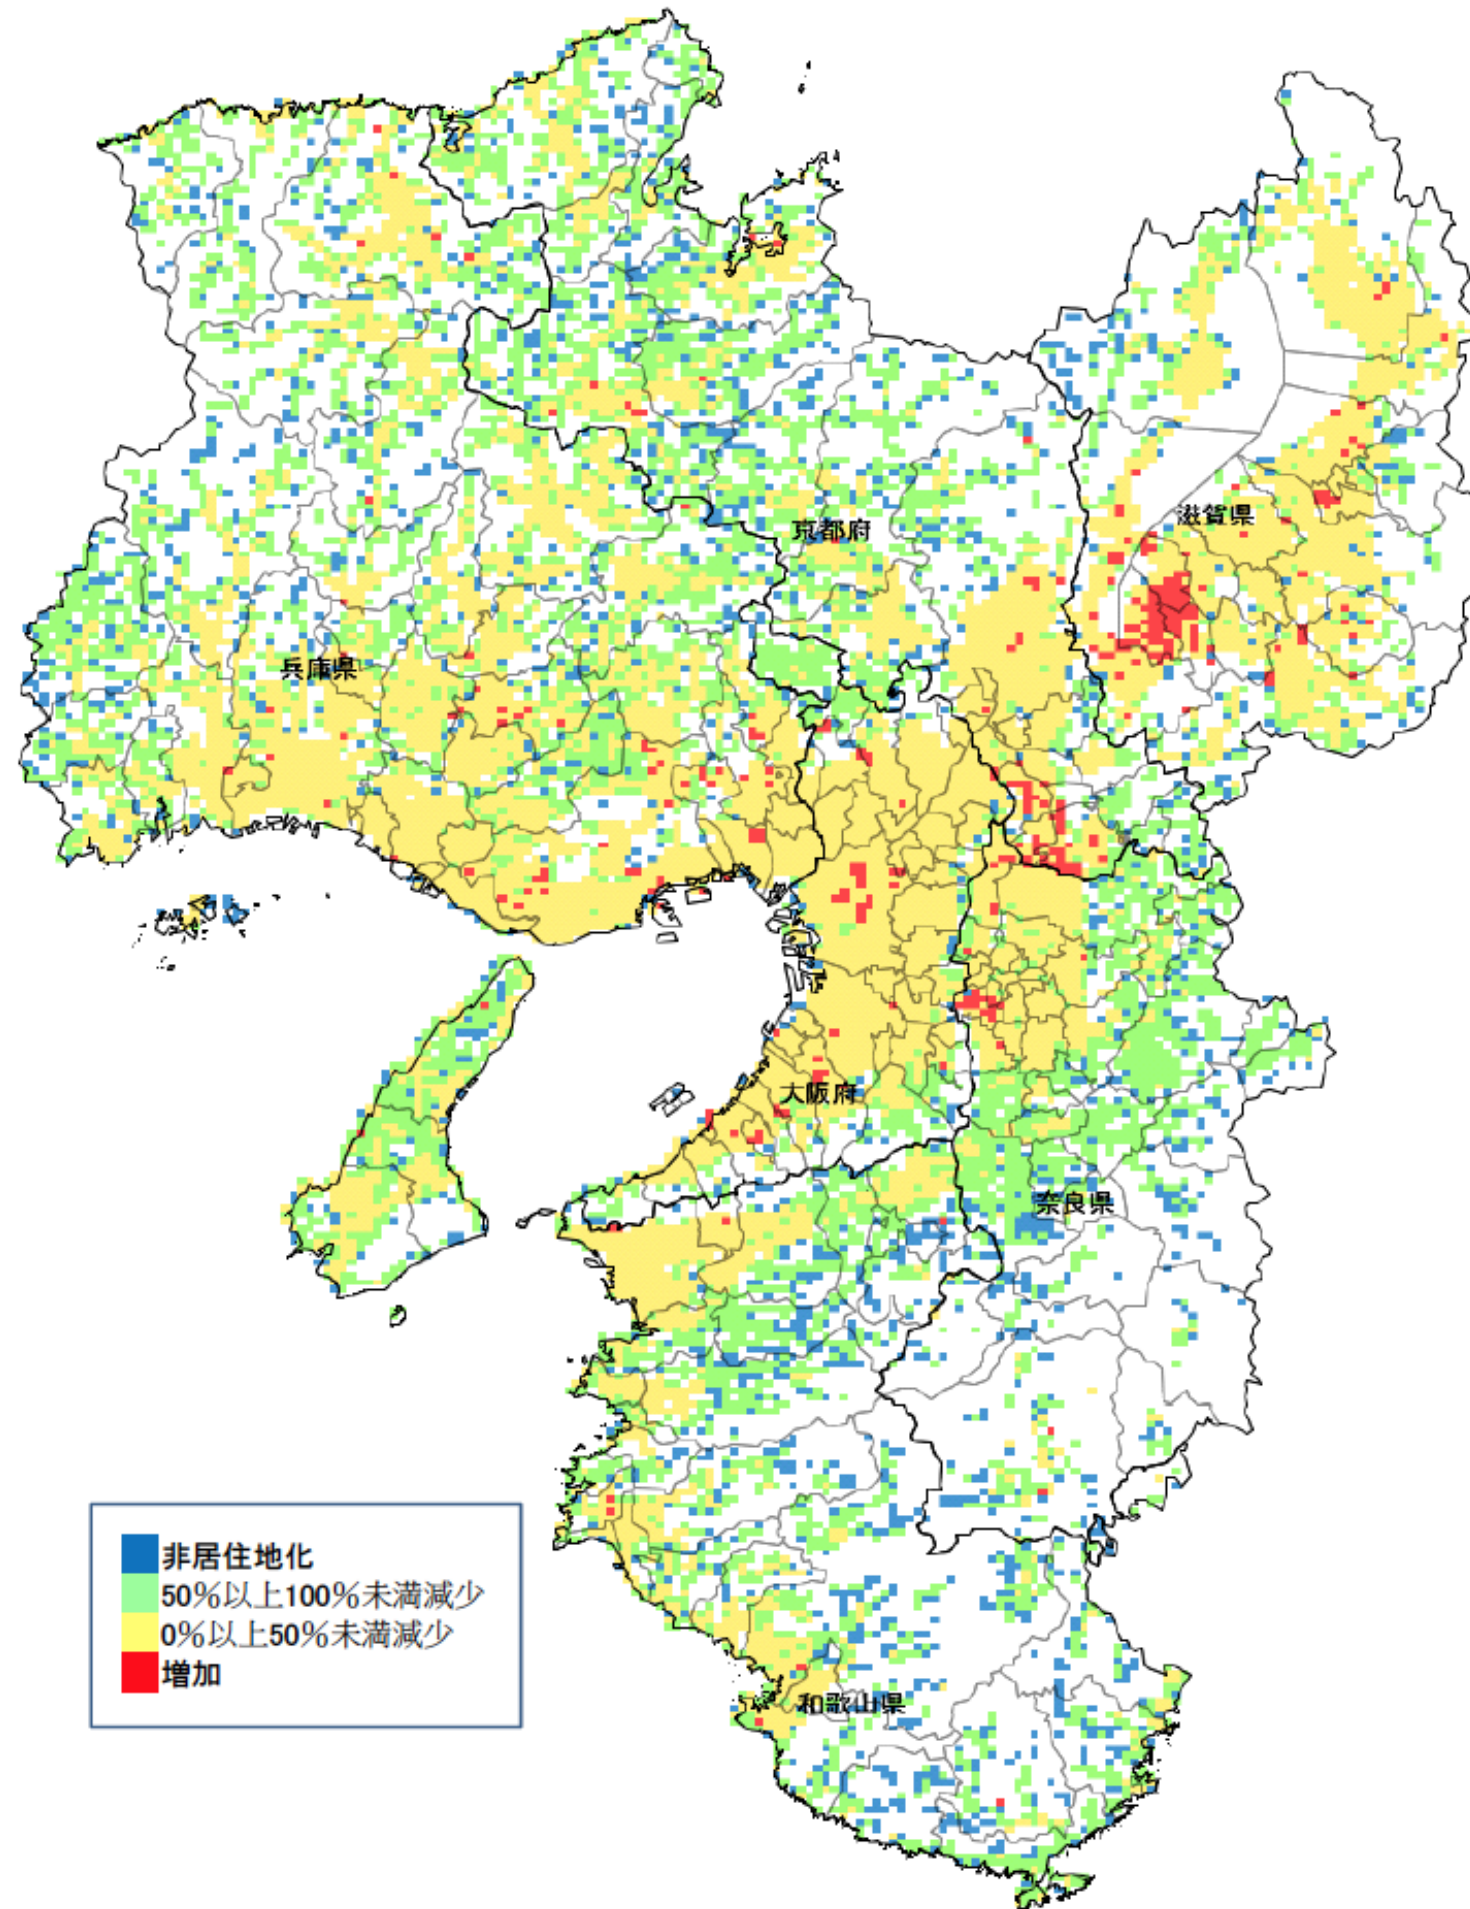 京都府
滋賀県
兵庫県
大阪府
奈良県
和歌山県
非居住地化
50％以上100％未満減少
0％以上50％未満減少
増加